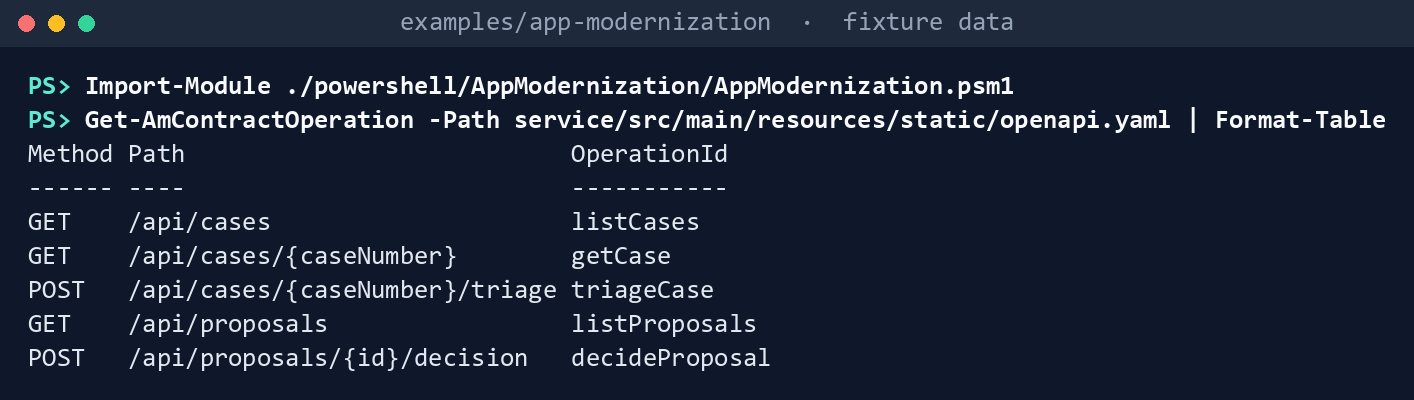 examples/app-modernization · fixture data
PS> Import-Module ./powershell/AppModernization/AppModernization.psm1
PS> Get-AmContractOperation -Path service/src/main/resources/static/openapi.yaml | Format-Table
Method Path                           OperationId
------ ----                           -----------
GET    /api/cases                     listCases
GET    /api/cases/{caseNumber}        getCase
POST   /api/cases/{caseNumber}/triage triageCase
GET    /api/proposals                 listProposals
POST   /api/proposals/{id}/decision   decideProposal